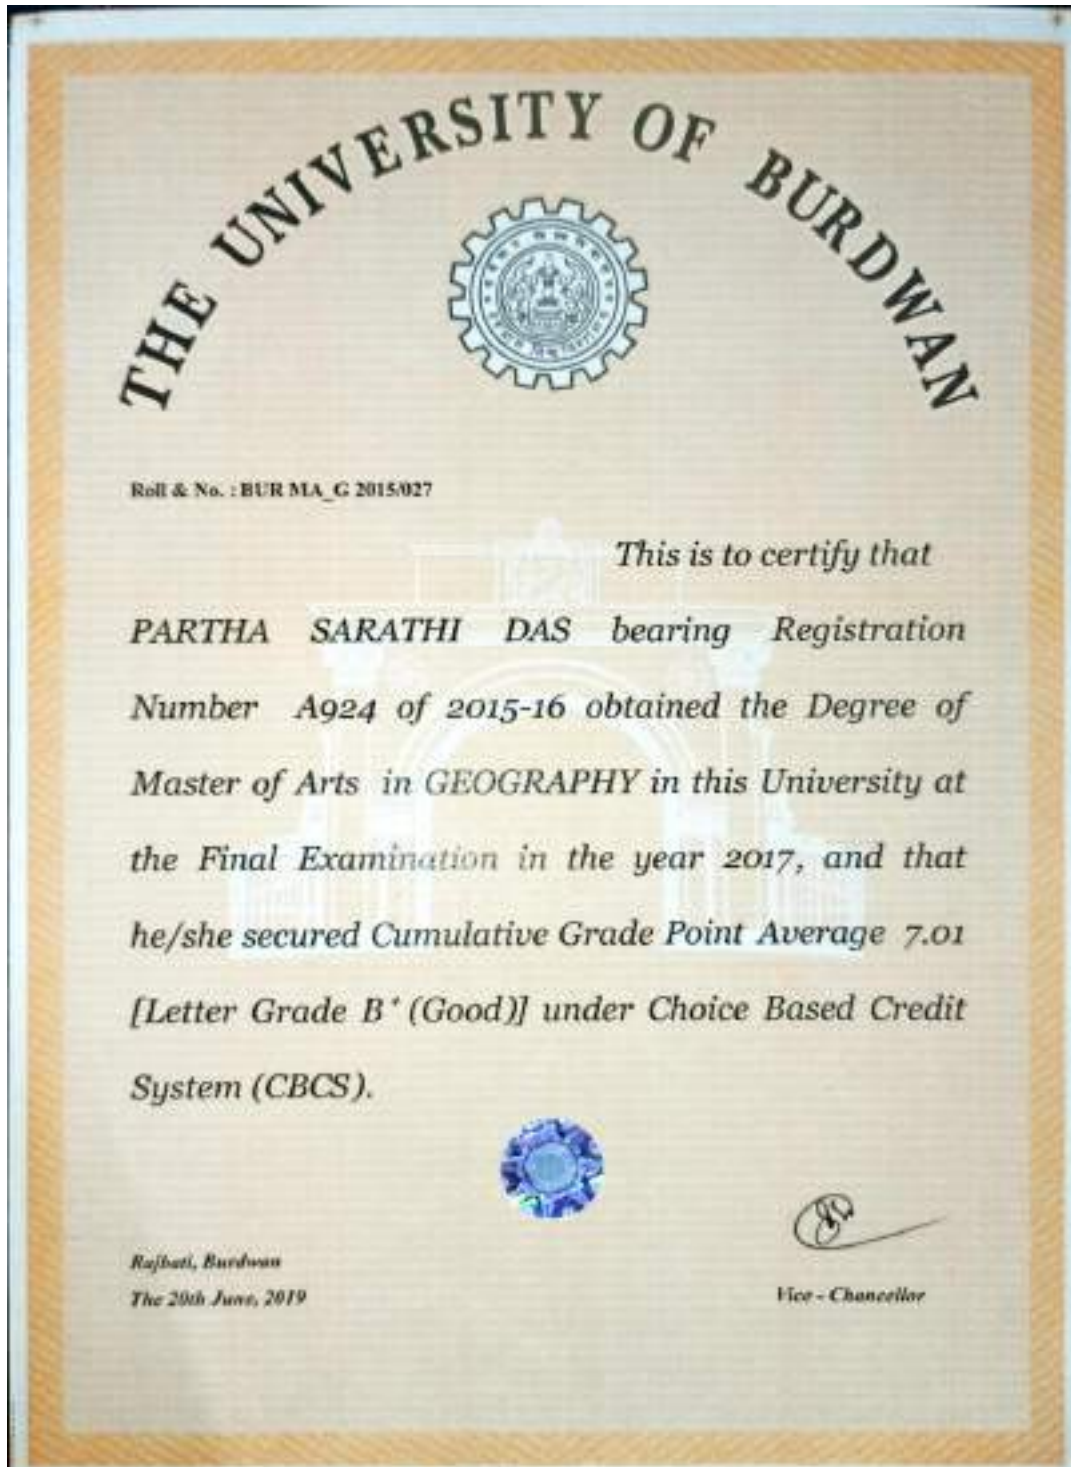 THE UNIVERSITY OF BURDWAN
Roll & No. : BUR MA_G 2015/027
This is to certify that
PARTHA SARATHI DAS bearing Registration
Number A924 of 2015-16 obtained the Degree of
Master of Arts in GEOGRAPHY in this University at
the Final Examination in the year 2017, and that
he/she secured Cumulative Grade Point Average 7.01
[Letter Grade B⁺ (Good)] under Choice Based Credit
System (CBCS).
Rajbati, Burdwan
The 20th June, 2019
Vice - Chancellor